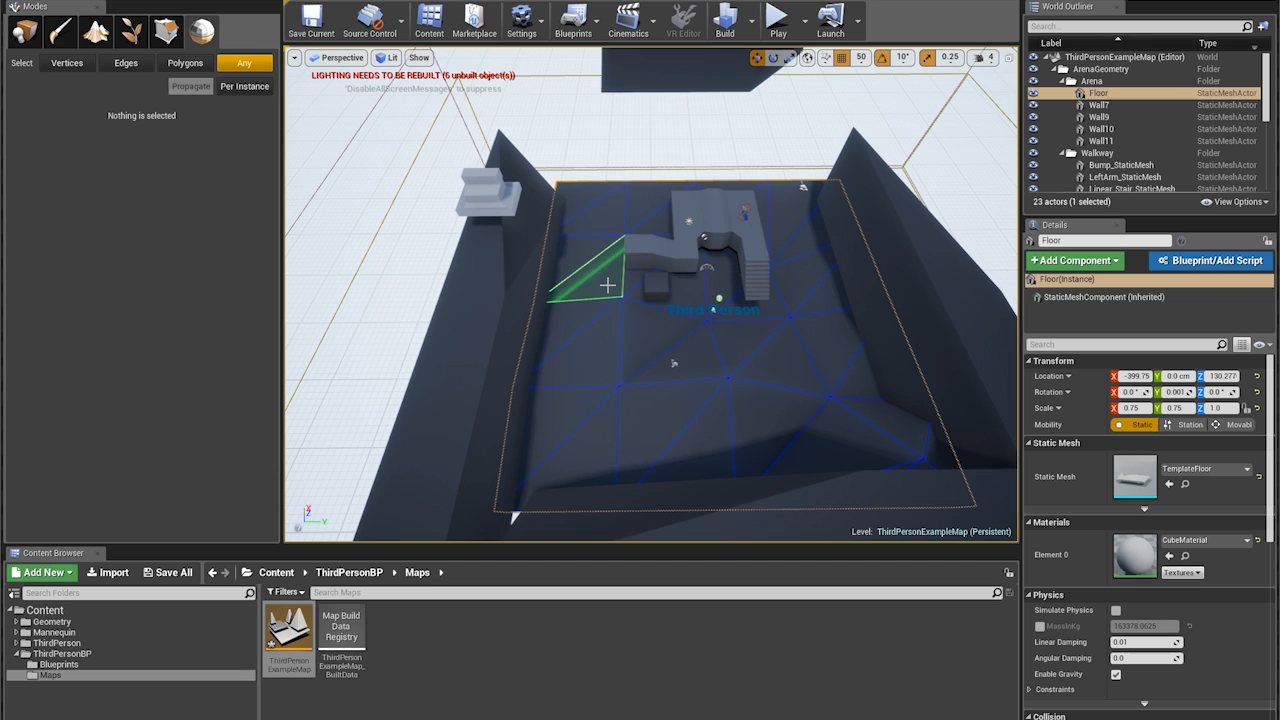 Modes
Select
Vertices
Edges
Polygons
Any
Propagate
Per Instance
Nothing is selected
Save Current
Source Control
Content
Marketplace
Settings
Blueprints
Cinematics
VR Editor
Build
Play
Launch
Perspective
Lit
Show
50
10°
0.25
4
LIGHTING NEEDS TO BE REBUILT (6 unbuilt object(s))
'DisableAllScreenMessages' to suppress
Third Person
X
Z
Y
Level: ThirdPersonExampleMap (Persistent)
World Outliner
Search
Label
Type
ThirdPersonExampleMap (Editor)
World
ArenaGeometry
Folder
Arena
Folder
Floor
StaticMeshActor
Wall7
StaticMeshActor
Wall9
StaticMeshActor
Wall10
StaticMeshActor
Wall11
StaticMeshActor
Walkway
Folder
Bump_StaticMesh
StaticMeshActor
LeftArm_StaticMesh
StaticMeshActor
Linear_Stair_StaticMesh
StaticMeshActor
23 actors (1 selected)
View Options
Details
Floor
+Add Component
Blueprint/Add Script
Floor(Instance)
StaticMeshComponent (Inherited)
Search
Transform
Location
X -399.75
Y 0.0 cm
Z 130.277
Rotation
X 0.0 °
Y 0.001
Z 0.0 °
Scale
X 0.75
Y 0.75
Z 1.0
Mobility
Static
Station
Movabl
Static Mesh
Static Mesh
TemplateFloor
Materials
Element 0
CubeMaterial
Textures
Physics
Simulate Physics
MassInKg
163378.0625
Linear Damping
0.01
Angular Damping
0.0
Enable Gravity
Constraints
Collision
Content Browser
Add New
Import
Save All
Content
ThirdPersonBP
Maps
Search Folders
Filters
Search Maps
Content
Geometry
Mannequin
ThirdPerson
ThirdPersonBP
Blueprints
Maps
ThirdPerson
ExampleMap
Map Build
Data
Registry
ThirdPerson
ExampleMap_
BuiltData